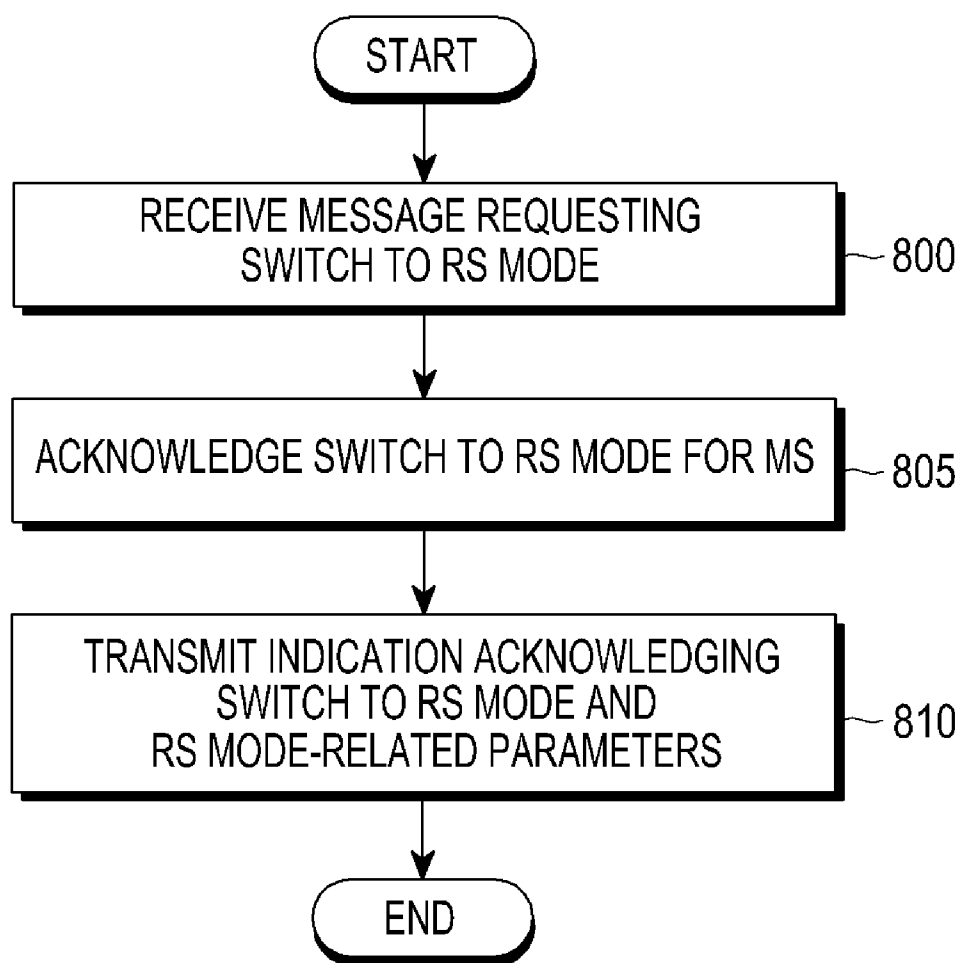 START
RECEIVE MESSAGE REQUESTING
SWITCH TO RS MODE
800
ACKNOWLEDGE SWITCH TO RS MODE FOR MS
805
TRANSMIT INDICATION ACKNOWLEDGING
SWITCH TO RS MODE AND
RS MODE-RELATED PARAMETERS
810
END